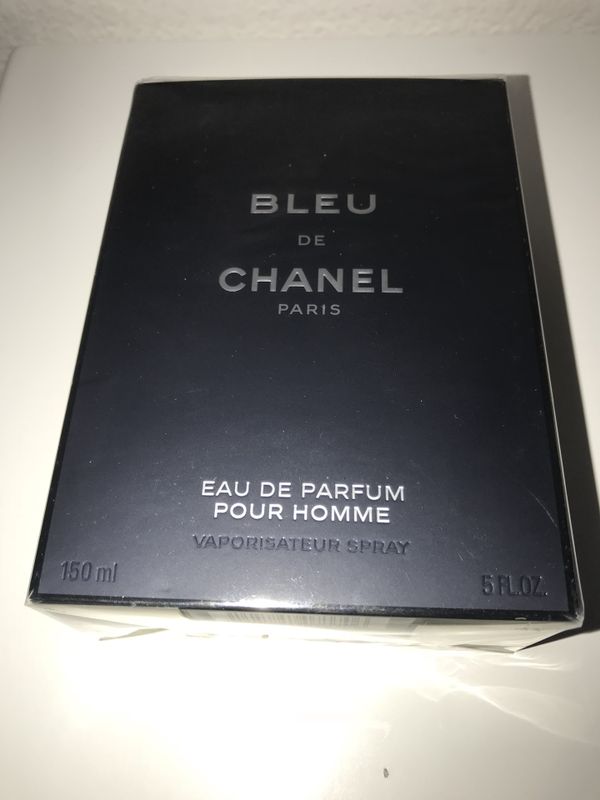 BLEU
DE
CHANEL
PARIS
EAU DE PARFUM
POUR HOMME
VAPORISATEUR SPRAY
150 ml
5 FL.OZ.